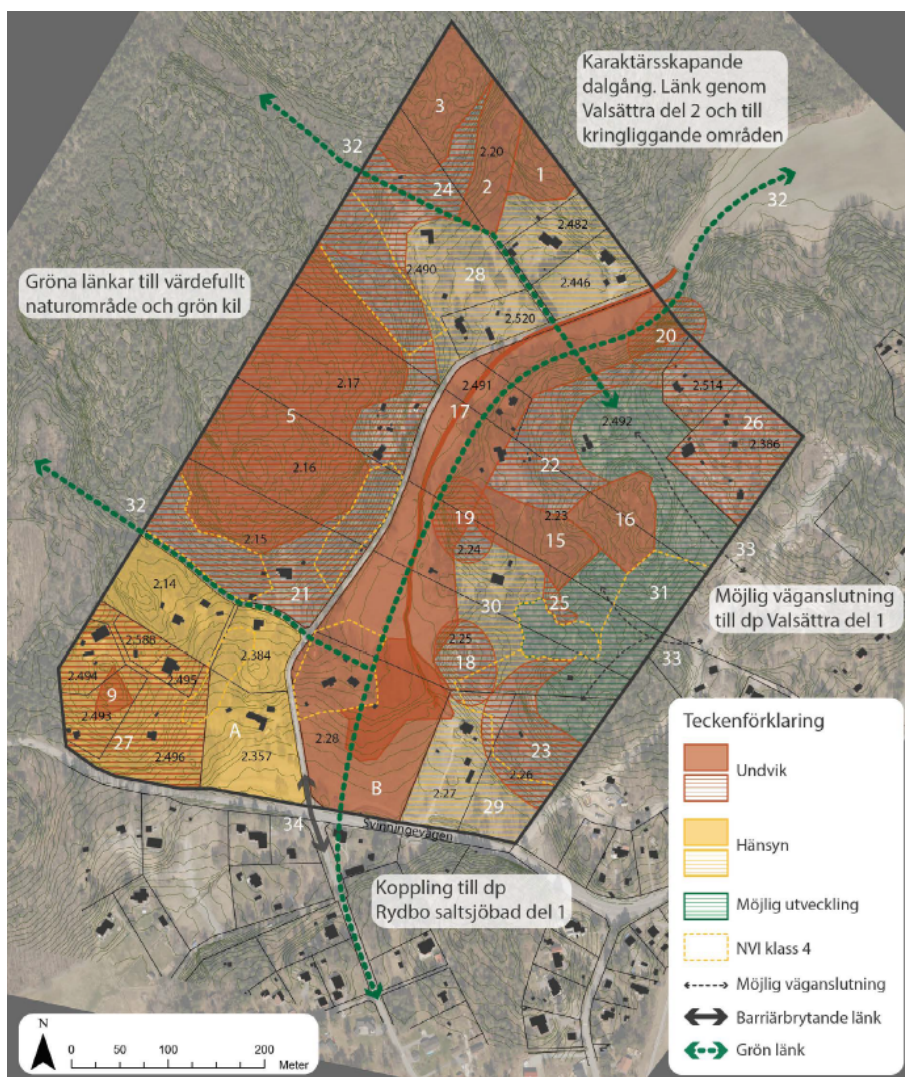 Karaktärsskapande
dalgång. Länk genom
Valsättra del 2 och till
kringliggande områden
3
32
2.20
24
2
1
32
2.482
2.490
28
2.446
Gröna länkar till värdefullt
naturområde och grön kil
2.520
20
2.17
2.491
2.514
17
5
2.492
26
2.386
2.16
22
32
19
2.23
16
2.15
15
33
2.24
2.14
21
30
25
31
Möjlig väganslutning
till dp Valsättra del 1
2.588
2.384
2.25
2.494
2.495
18
33
9
2.493
A
23
27
2.496
2.357
2.28
2.26
B
2.27
29
34
Svinningevägen
Koppling till dp
Rydbo saltsjöbad del 1
Teckenförklaring
Undvik
Hänsyn
Möjlig utveckling
NVI klass 4
Möjlig väganslutning
Barriärbrytande länk
Grön länk
N
0 50 100 200
Meter